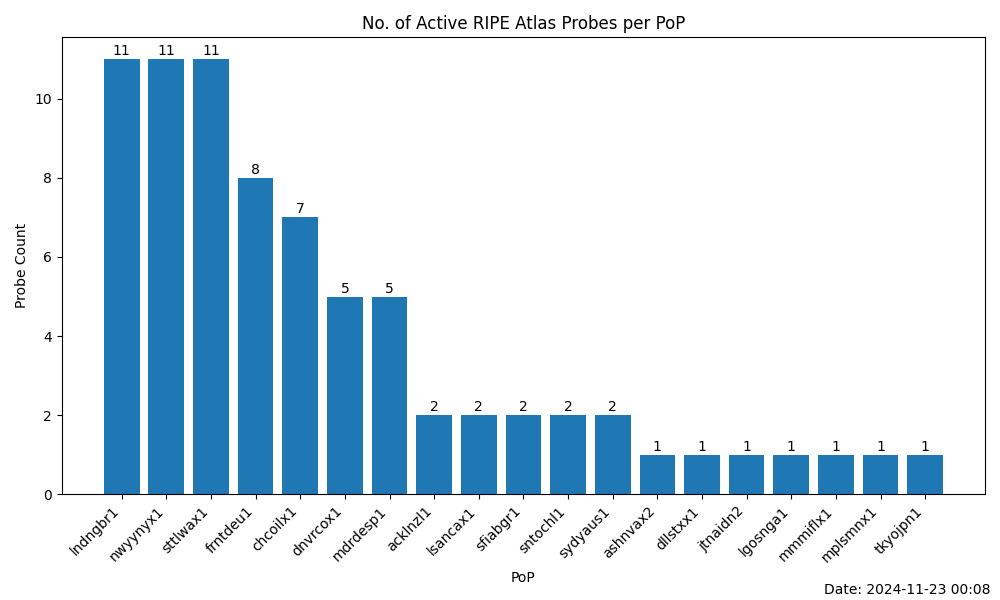 No. of Active RIPE Atlas Probes per PoP
11 11 11 8 7 5 5 2 2 2 2 2 1 1 1 1 1 1 1
Probe Count
10
8
6
4
2
0
lndngbr1 nwyynyx1 sttlwax1 frntdeu1 chcoilx1 dnvrcox1 mdrdesp1 acklnzl1 lsancax1 sfiabgr1 sntochl1 sydyaus1 ashnvax2 dllstxx1 jtnaidn2 lgosnga1 mmmiflx1 mplsmnx1 tkyojpn1
PoP
Date: 2024-11-23 00:08